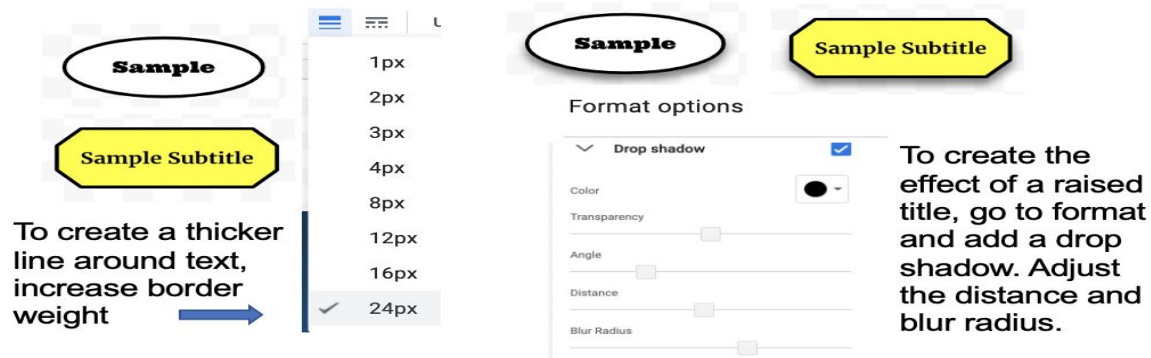 Sample
Sample Subtitle
To create a thicker
line around text,
increase border
weight
1px
2px
3px
4px
8px
12px
16px
24px
Sample
Sample Subtitle
Format options
Drop shadow
Color
Transparency
Angle
Distance
Blur Radius
To create the
effect of a raised
title, go to format
and add a drop
shadow. Adjust
the distance and
blur radius.